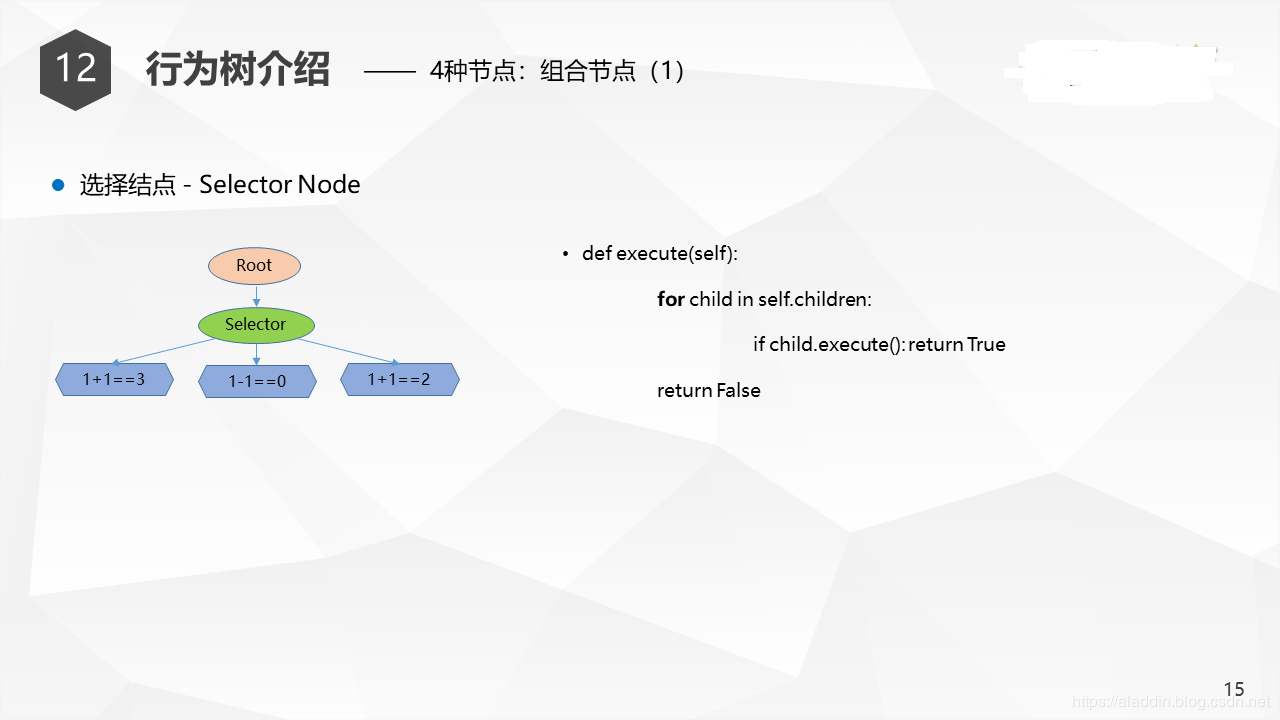 12
行为树介绍 —— 4种节点：组合节点（1）
● 选择结点 - Selector Node
Root
Selector
1+1==3
1-1==0
1+1==2
• def execute(self):
for child in self.children:
if child.execute(): return True
return False
15
https://aladdin.blog.csdn.net